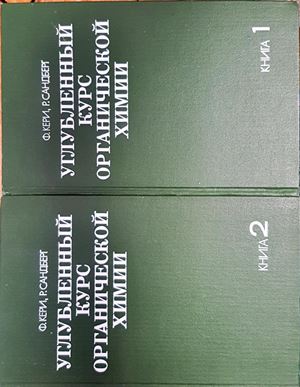 Ф. КЕРИ, Р. САНДБЕРГ
УГЛУБЛЕННЫЙ
КУРС
ОРГАНИЧЕСКОЙ
ХИМИИ
КНИГА 1
Ф. КЕРИ, Р. САНДБЕРГ
УГЛУБЛЕННЫЙ
КУРС
ОРГАНИЧЕСКОЙ
ХИМИИ
КНИГА 2